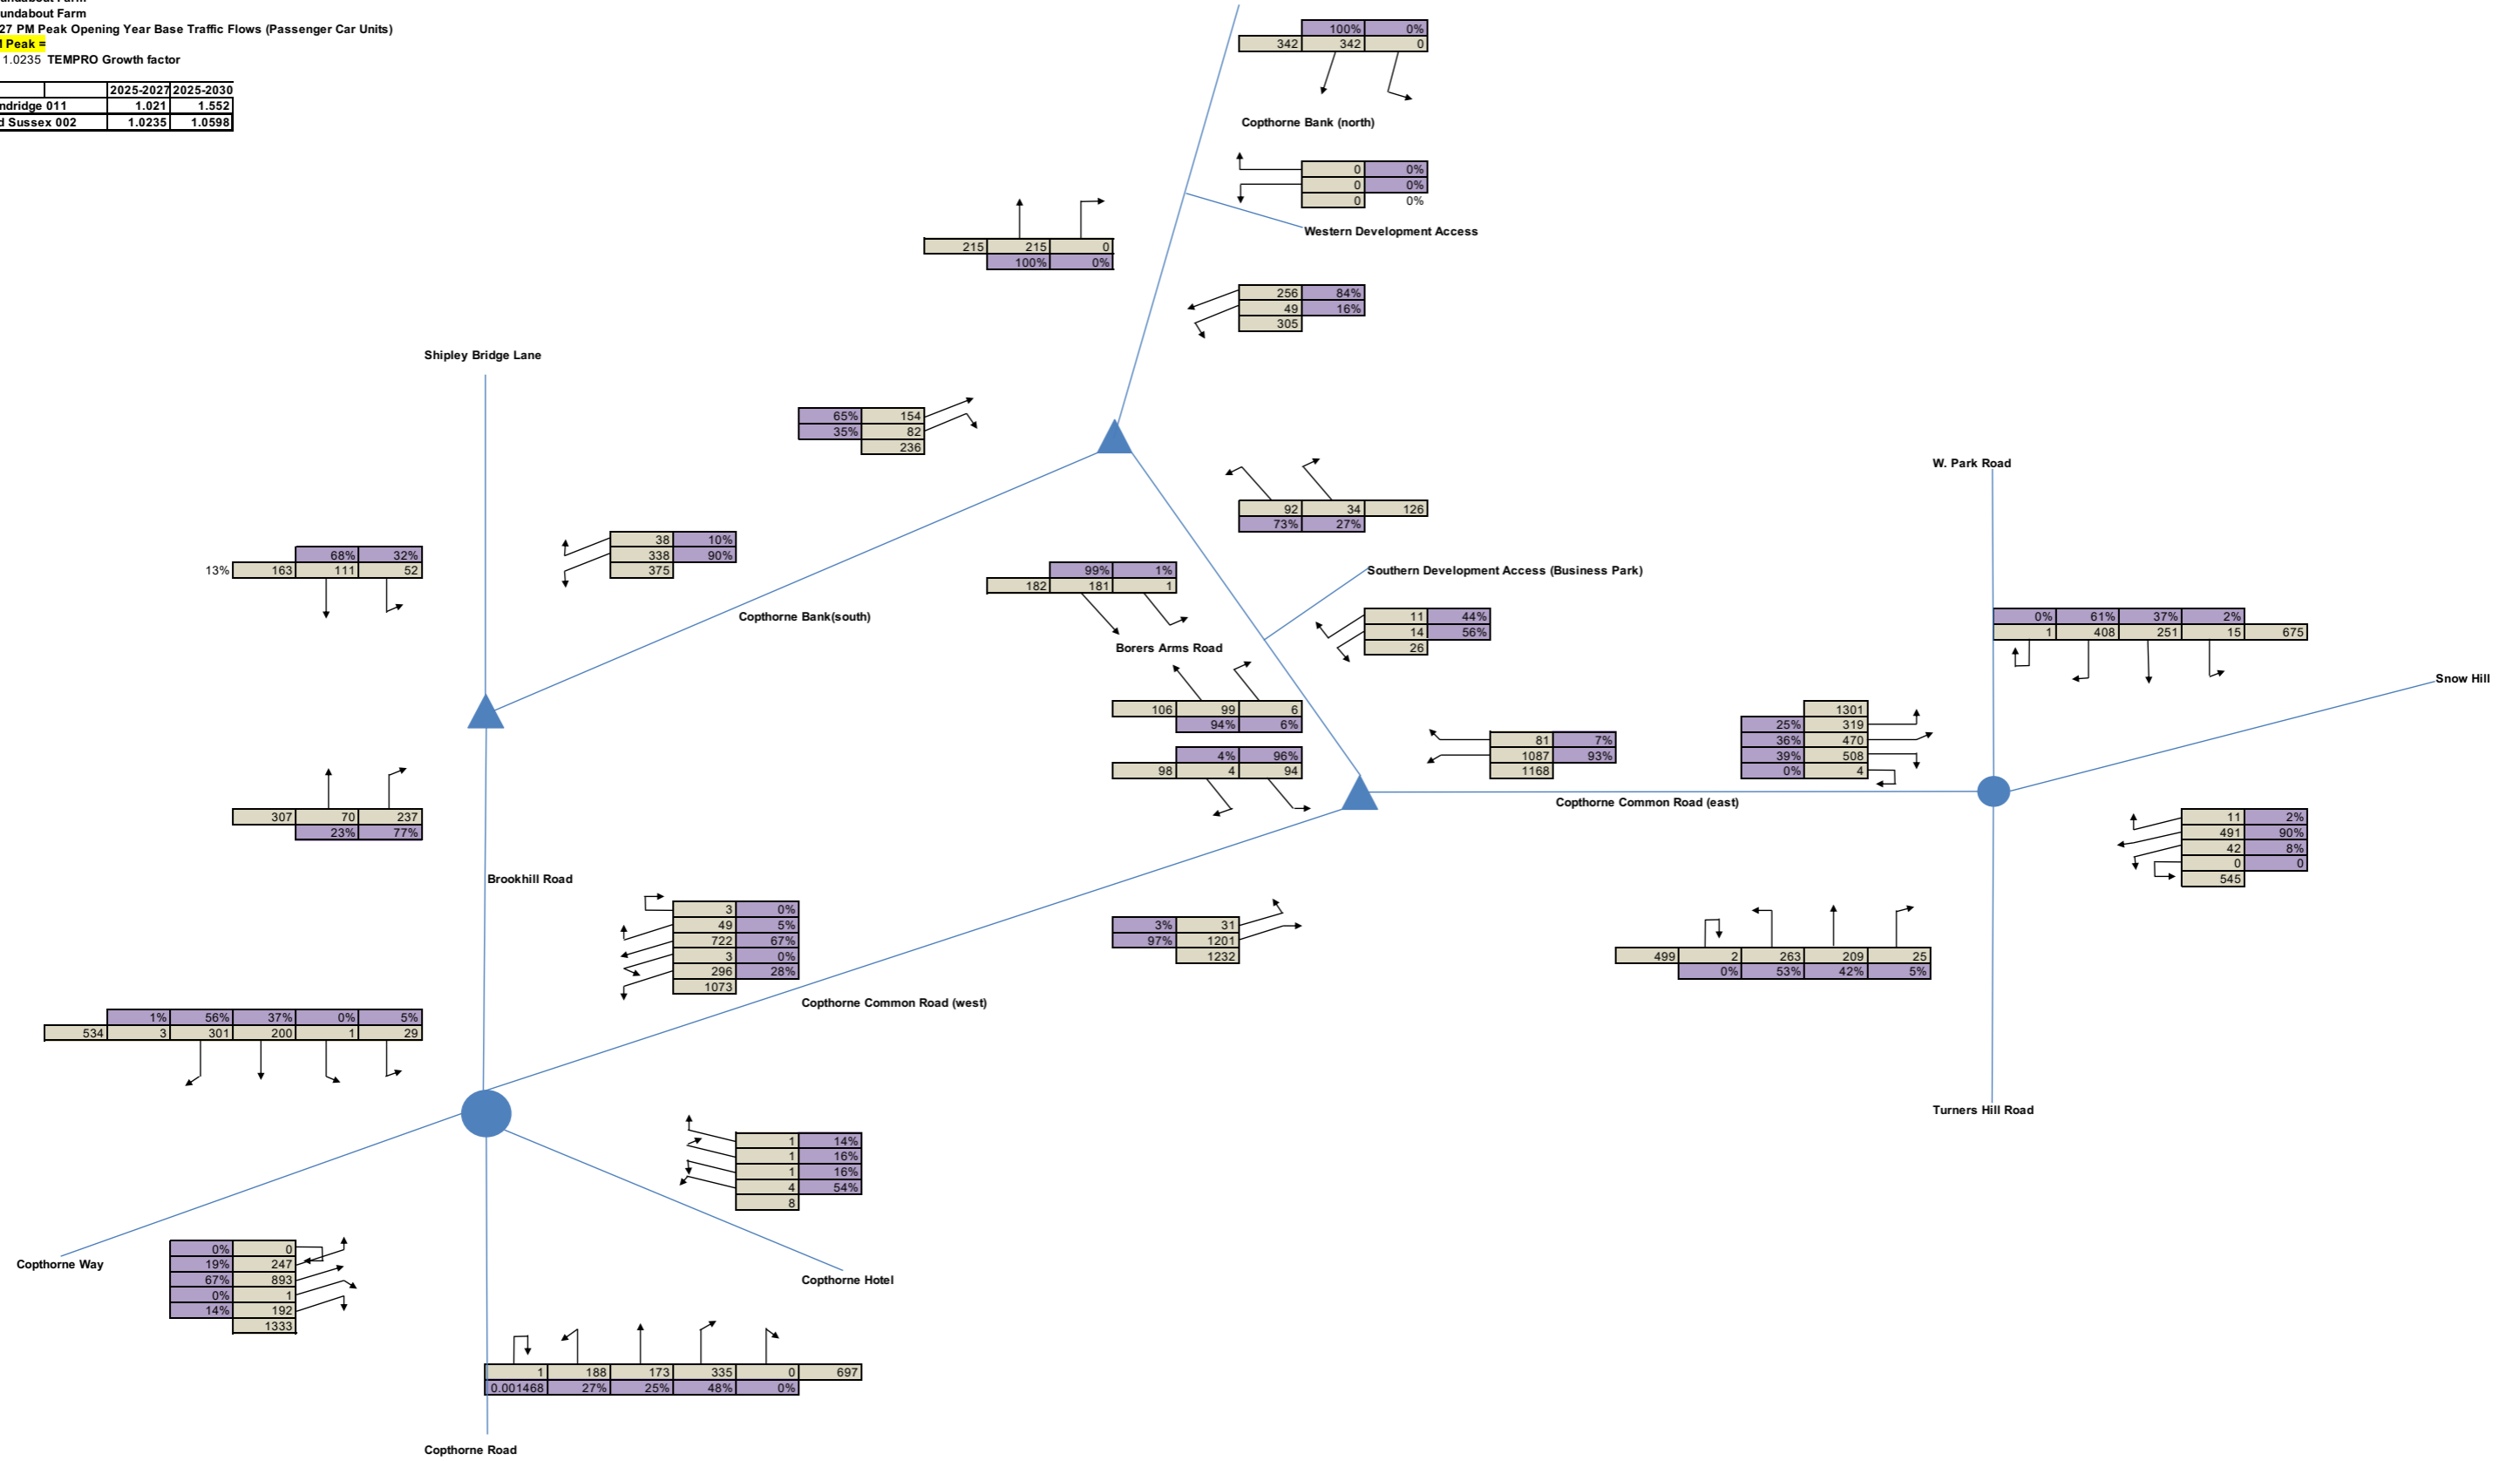 undabout Farm
27 PM Peak Opening Year Base Traffic Flows (Passenger Car Units)
Peak =
1.0235 TEMPRO Growth factor
2025-2027 2025-2030
ndridge 011 1.021 1.552
d Sussex 002 1.0235 1.0598
100% 0%
342 342 0
Copthorne Bank (north)
0 0%
0 0%
0 0%
Western Development Access
215 215 0
100% 0%
256 84%
49 16%
305
Shipley Bridge Lane
65% 154
35% 82
236
W. Park Road
92 34 126
73% 27%
38 10%
338 90%
375
68% 32%
13% 163 111 52
99% 1%
182 181 1
Southern Development Access (Business Park)
Copthorne Bank(south)
11 44%
14 56%
26
0% 61% 37% 2%
1 408 251 15 675
Borers Arms Road
Snow Hill
106 99 6
94% 6%
1301
25% 319
36% 470
39% 508
0% 4
81 7%
1087 93%
1168
4% 96%
98 4 94
Copthorne Common Road (east)
307 70 237
23% 77%
11 2%
491 90%
42 8%
0 0
545
Brookhill Road
3 0%
49 5%
722 67%
3 0%
296 28%
1073
3% 31
97% 1201
1232
499 2 263 209 25
0% 53% 42% 5%
Copthorne Common Road (west)
1% 56% 37% 0% 5%
534 3 301 200 1 29
Turners Hill Road
1 14%
1 16%
1 16%
4 54%
8
Copthorne Way
0% 0
19% 247
67% 893
0% 1
14% 192
1333
Copthorne Hotel
1 188 173 335 0 697
0.001468 27% 25% 48% 0%
Copthorne Road